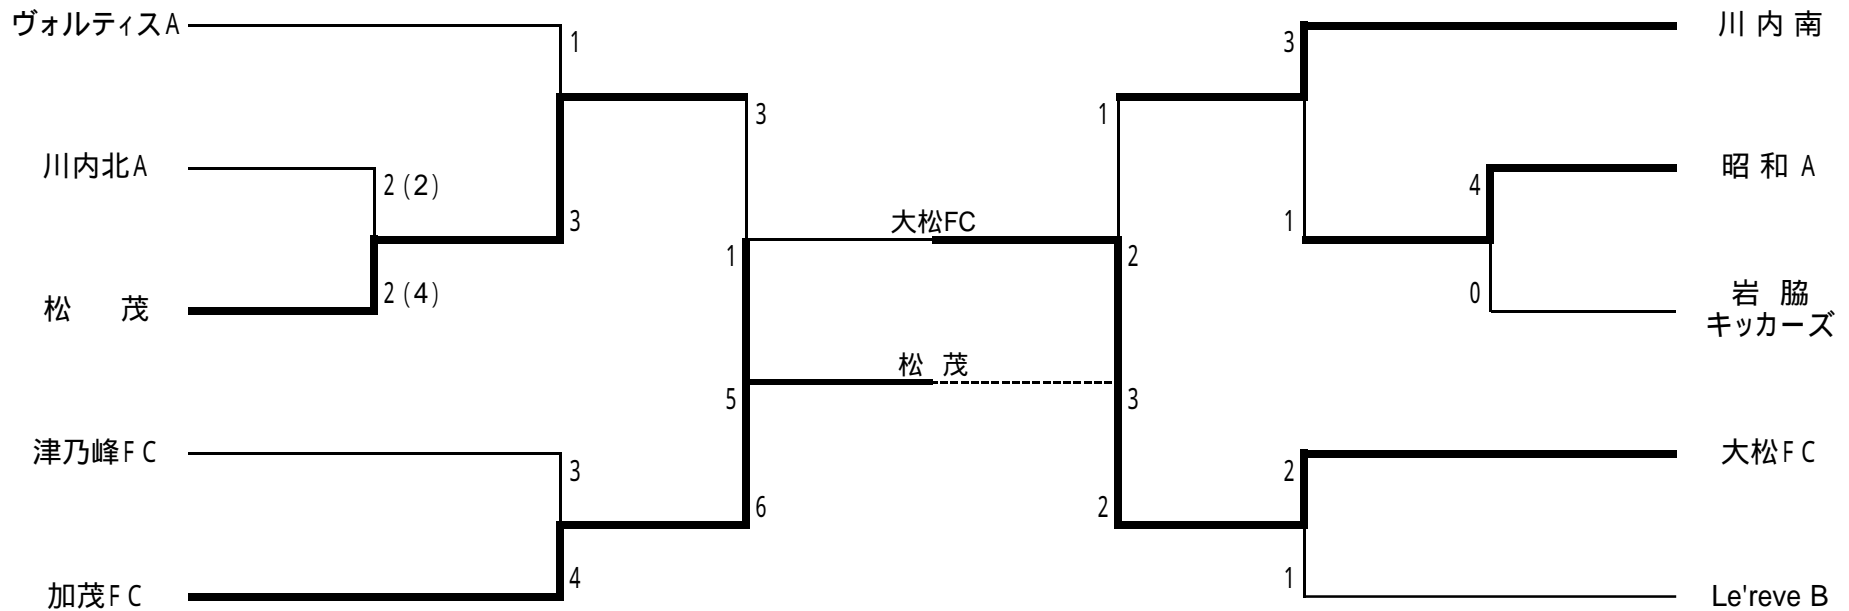 ヴォルティスA
1
川内北A
2 (2)
3
松 茂
2 (4)
3
津乃峰FC
3
加茂FC
4
6
大松FC
1
2
松 茂
5
3
川 内 南
3
1
昭 和 A
4
1
岩 脇
キッカーズ
0
大松FC
2
2
Le'reve B
1